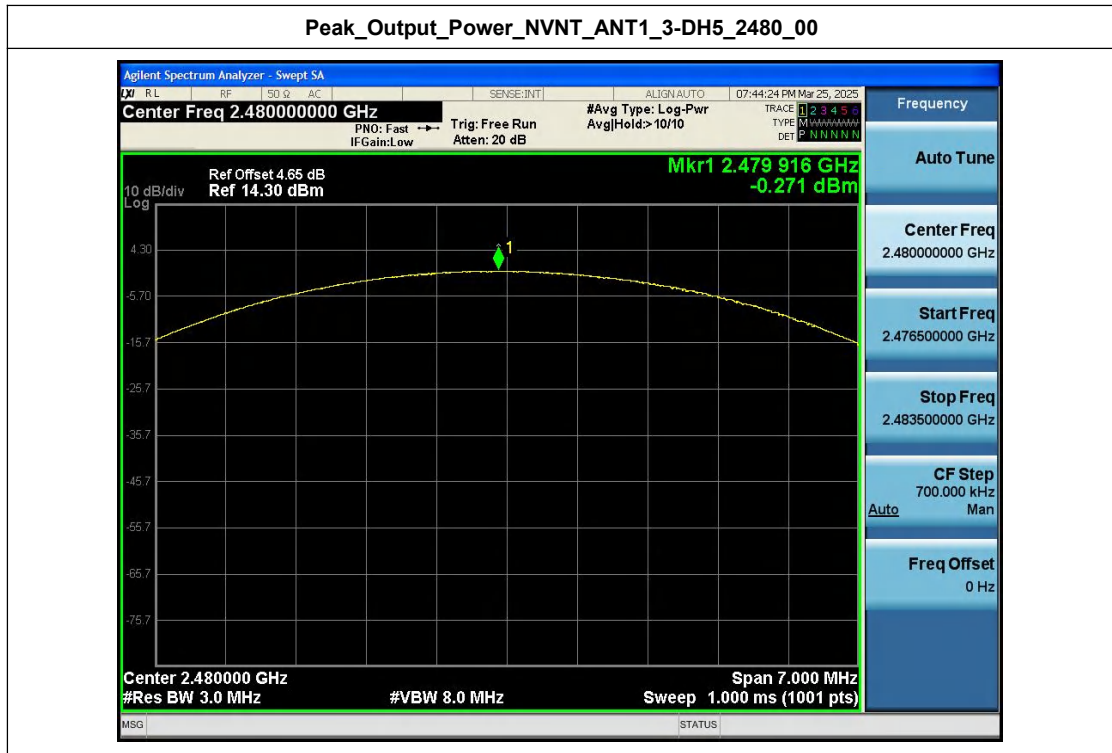 Peak_Output_Power_NVNT_ANT1_3-DH5_2480_00
Agilent Spectrum Analyzer - Swept SA
LXI RL RF 50 Ω AC SENSE:INT ALIGN AUTO 07:44:24 PM Mar 25, 2025
Center Freq 2.480000000 GHz
PNO: Fast
IFGain:Low
Trig: Free Run
Atten: 20 dB
#Avg Type: Log-Pwr
Avg|Hold:>10/10
TRACE 1 2 3 4 5 6
TYPE M
DET P N N N N N
Mkr1 2.479 916 GHz
-0.271 dBm
Ref Offset 4.65 dB
10 dB/div Ref 14.30 dBm
Log
1
4.30
-5.70
-15.7
-25.7
-35.7
-45.7
-55.7
-65.7
-75.7
Center 2.480000 GHz Span 7.000 MHz
#Res BW 3.0 MHz #VBW 8.0 MHz Sweep 1.000 ms (1001 pts)
MSG STATUS
Frequency
Auto Tune
Center Freq
2.480000000 GHz
Start Freq
2.476500000 GHz
Stop Freq
2.483500000 GHz
CF Step
700.000 kHz
Auto Man
Freq Offset
0 Hz